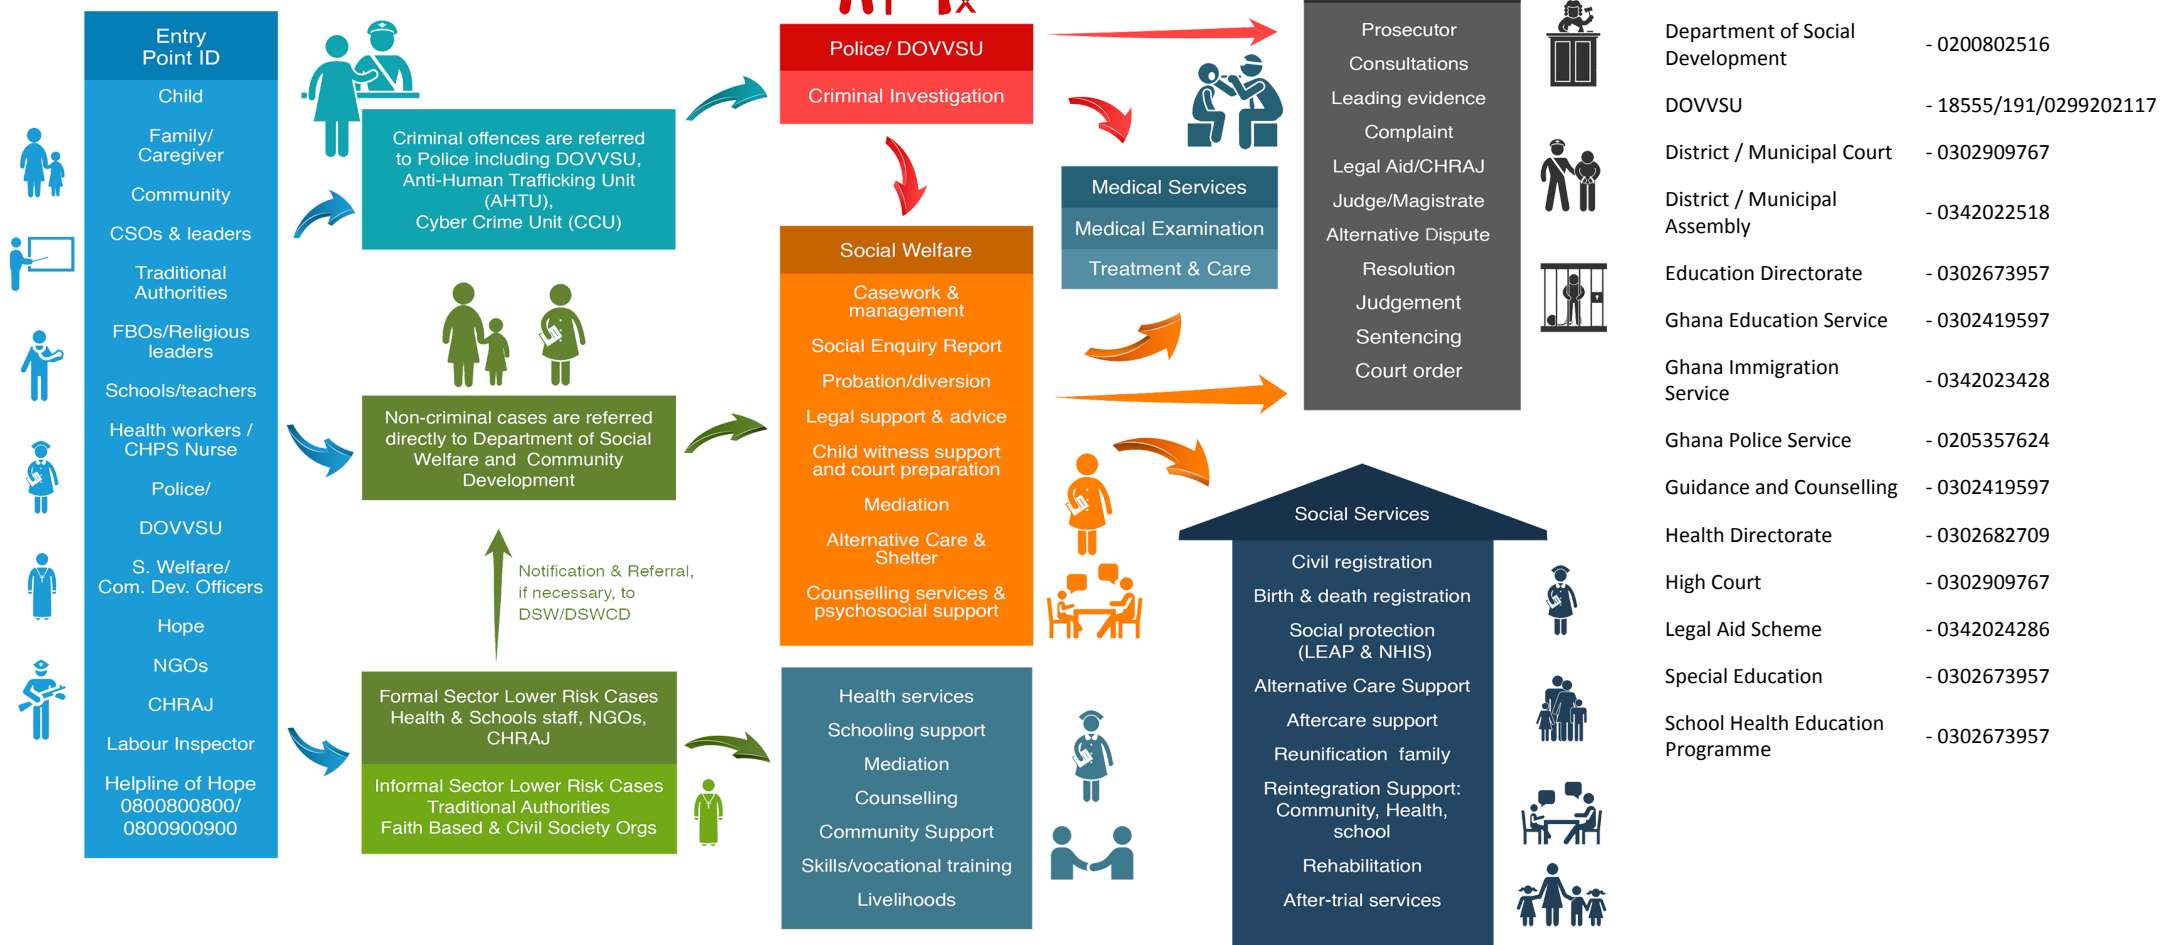 Entry
Point ID
Child
Family/
Caregiver
Community
CSOs & leaders
Traditional
Authorities
FBOs/Religious
leaders
Schools/teachers
Health workers /
CHPS Nurse
Police/
DOVVSU
S. Welfare/
Com. Dev. Officers
Hope
NGOs
CHRAJ
Labour Inspector
Helpline of Hope
0800800800/
0800900900
Criminal offences are referred
to Police including DOVVSU,
Anti-Human Trafficking Unit
(AHTU),
Cyber Crime Unit (CCU)
Non-criminal cases are referred
directly to Department of Social
Welfare and Community
Development
Notification & Referral,
if necessary, to
DSW/DSWCD
Formal Sector Lower Risk Cases
Health & Schools staff, NGOs,
CHRAJ
Informal Sector Lower Risk Cases
Traditional Authorities
Faith Based & Civil Society Orgs
Police/ DOVVSU
Criminal Investigation
Social Welfare
Casework &
management
Social Enquiry Report
Probation/diversion
Legal support & advice
Child witness support
and court preparation
Mediation
Alternative Care &
Shelter
Counselling services &
psychosocial support
Health services
Schooling support
Mediation
Counselling
Community Support
Skills/vocational training
Livelihoods
Medical Services
Medical Examination
Treatment & Care
Prosecutor
Consultations
Leading evidence
Complaint
Legal Aid/CHRAJ
Judge/Magistrate
Alternative Dispute
Resolution
Judgement
Sentencing
Court order
Social Services
Civil registration
Birth & death registration
Social protection
(LEAP & NHIS)
Alternative Care Support
Aftercare support
Reunification family
Reintegration Support:
Community, Health,
school
Rehabilitation
After-trial services
Department of Social
Development - 0200802516
DOVVSU - 18555/191/0299202117
District / Municipal Court - 0302909767
District / Municipal
Assembly - 0342022518
Education Directorate - 0302673957
Ghana Education Service - 0302419597
Ghana Immigration
Service - 0342023428
Ghana Police Service - 0205357624
Guidance and Counselling - 0302419597
Health Directorate - 0302682709
High Court - 0302909767
Legal Aid Scheme - 0342024286
Special Education - 0302673957
School Health Education
Programme - 0302673957